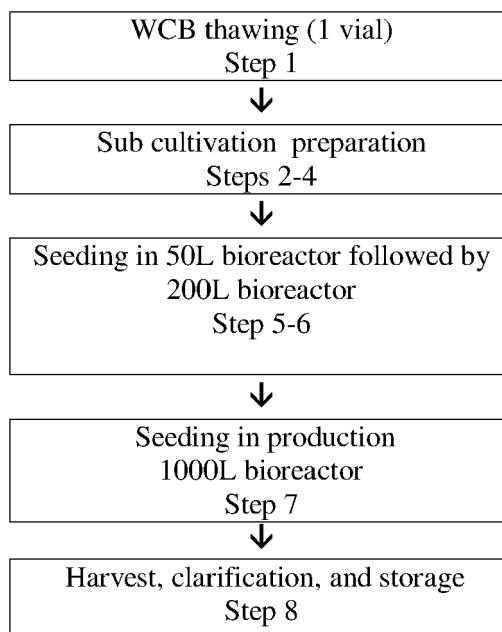 WCB thawing (1 vial)
Step 1
Sub cultivation preparation
Steps 2-4
Seeding in 50L bioreactor followed by
200L bioreactor
Step 5-6
Seeding in production
1000L bioreactor
Step 7
Harvest, clarification, and storage
Step 8